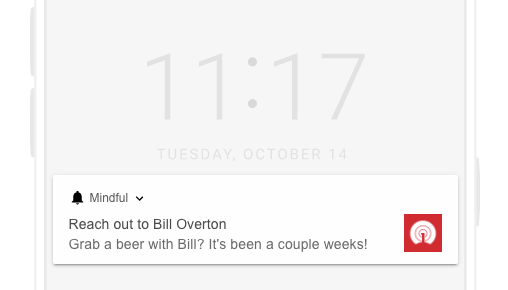 11:17
TUESDAY, OCTOBER 14
Mindful
Reach out to Bill Overton
Grab a beer with Bill? It's been a couple weeks!